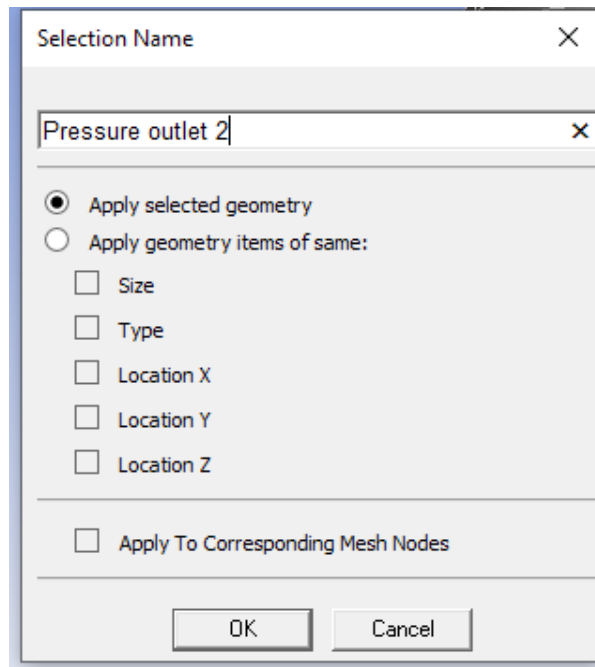 Selection Name
Pressure outlet 2
Apply selected geometry
Apply geometry items of same:
Size
Type
Location X
Location Y
Location Z
Apply To Corresponding Mesh Nodes
OK
Cancel